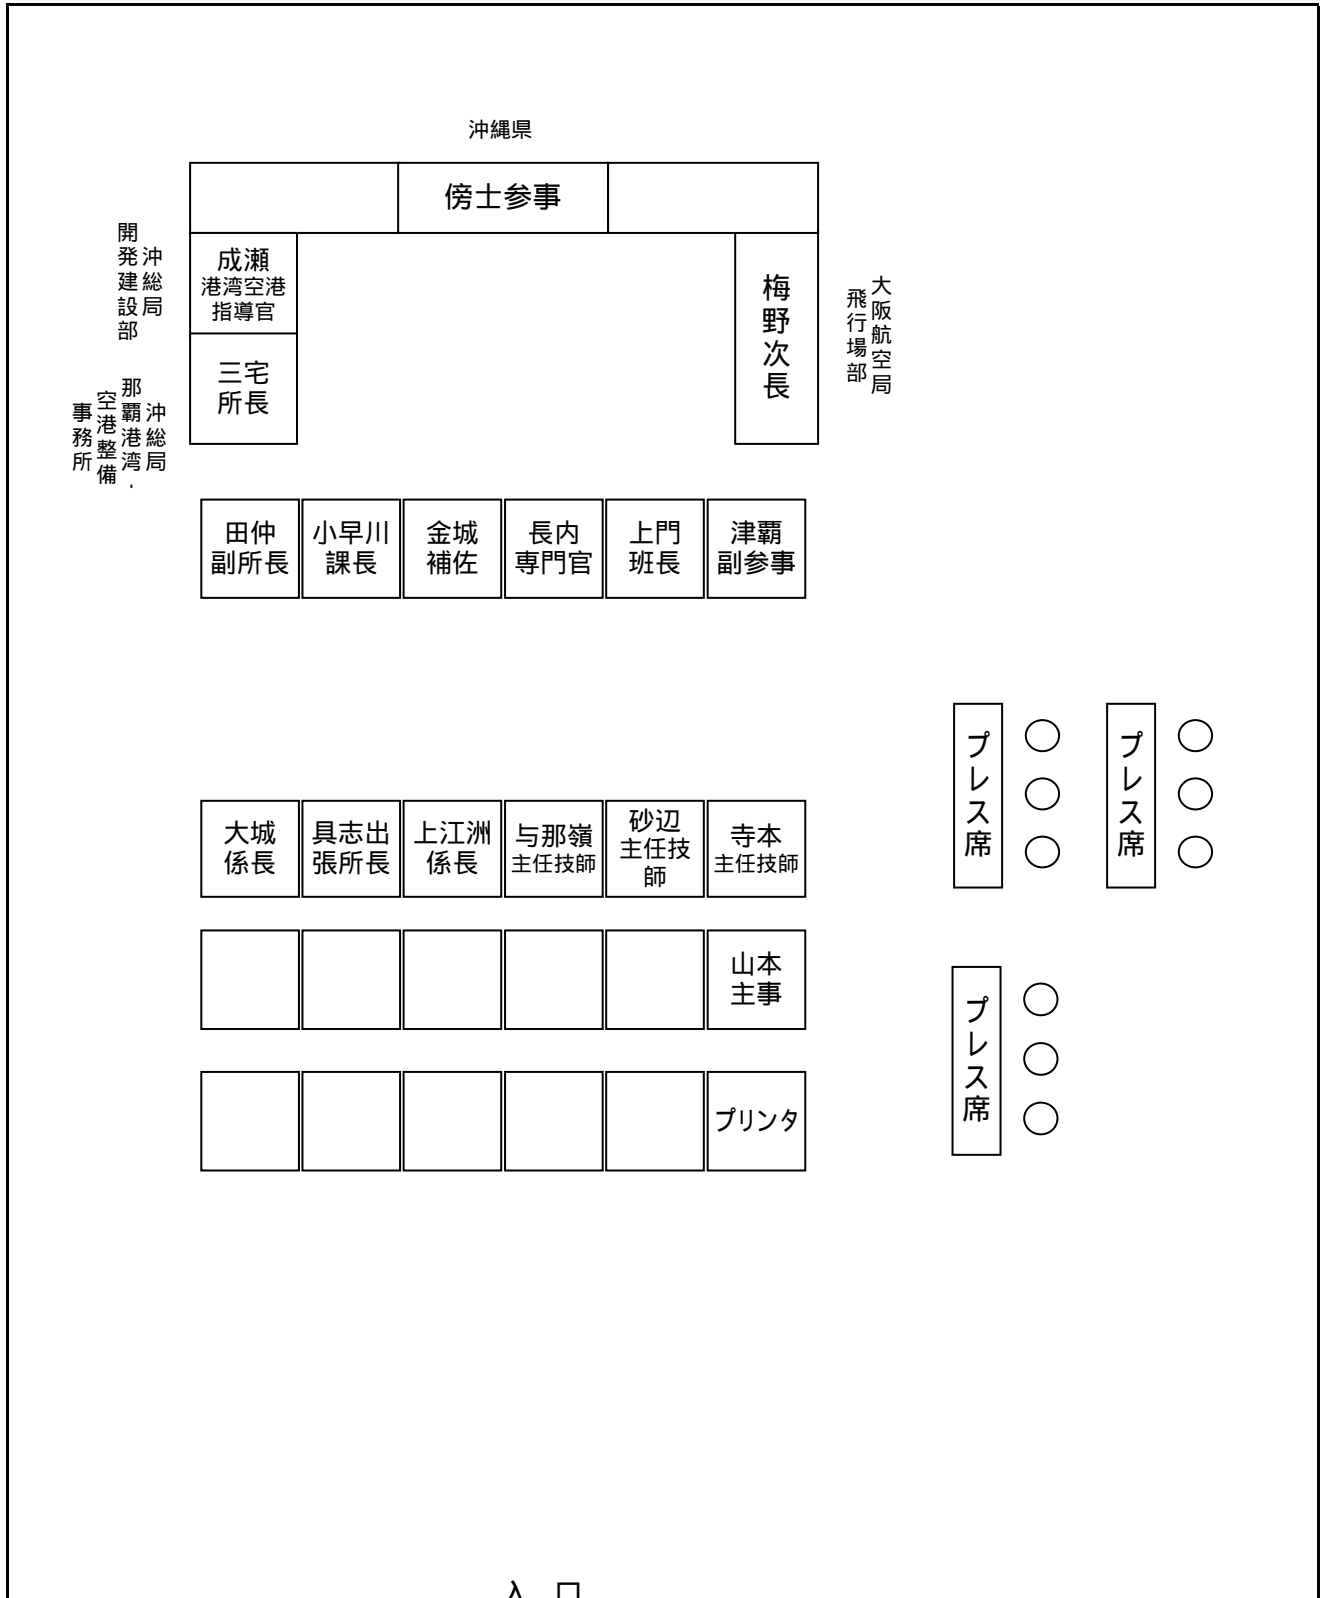 沖縄県
傍士参事
沖総局
開発建設部
成瀬
港湾空港
指導官
梅野次長
大阪航空局
飛行場部
三宅
所長
沖総局
那覇港湾・
空港整備
事務所
田仲
副所長
小早川
課長
金城
補佐
長内
専門官
上門
班長
津覇
副参事
プレス席
プレス席
大城
係長
具志出
張所長
上江洲
係長
与那嶺
主任技師
砂辺
主任技
師
寺本
主任技師
山本
主事
プレス席
プリンタ
入 口